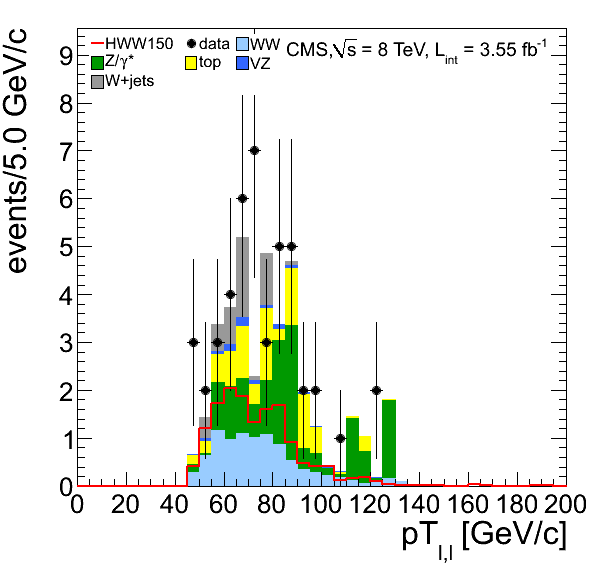 HWW150 data WW CMS,√s = 8 TeV, L_int = 3.55 fb⁻¹
Z/γ* top VZ
W+jets
events/5.0 GeV/c
9
8
7
6
5
4
3
2
1
0
0 20 40 60 80 100 120 140 160 180 200
pT_l,l [GeV/c]